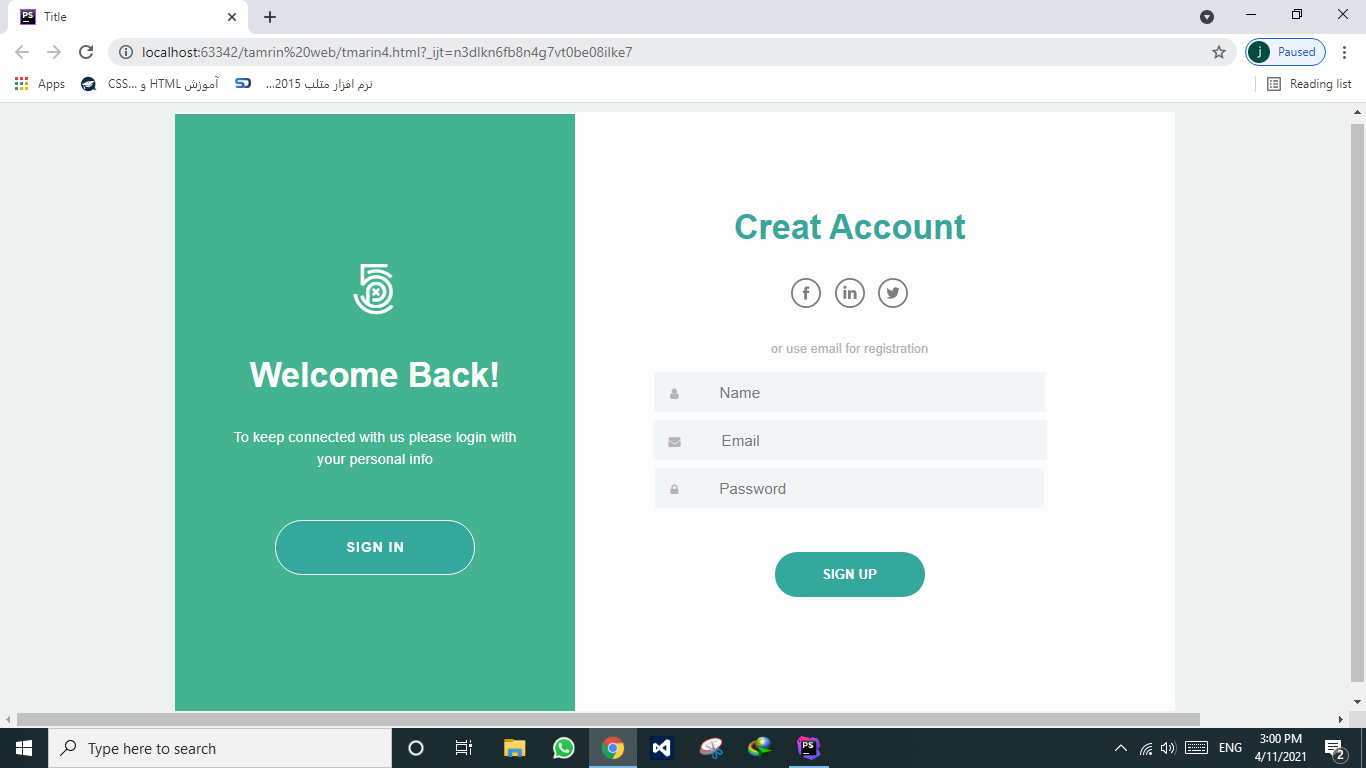 PS
Title
localhost:63342/tamrin%20web/tmarin4.html?_ijt=n3dlkn6fb8n4g7vt0be08ilke7
j
Paused
Apps
آموزش HTML و CSS...
نرم افزار متلب 2015...
Reading list
Creat Account
Welcome Back!
or use email for registration
Name
To keep connected with us please login with
your personal info
Email
Password
SIGN IN
SIGN UP
Type here to search
PS
ENG
3:00 PM
4/11/2021
2